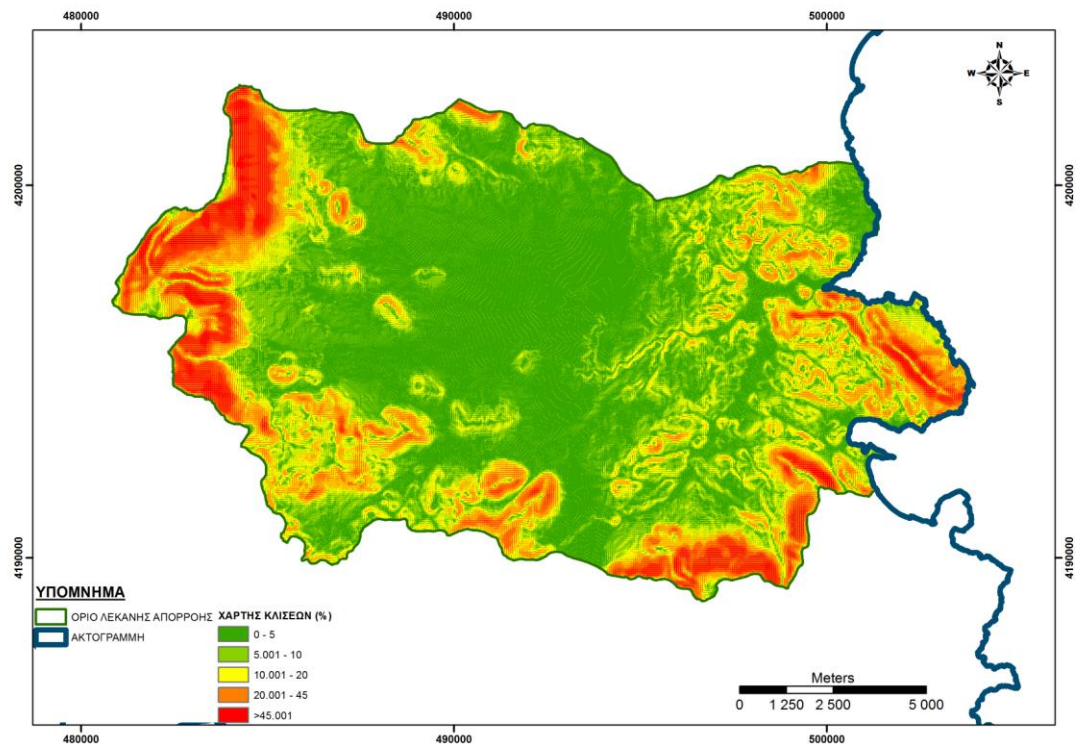 480000 490000 500000
N
W E
S
4200000 4200000
4190000 4190000
ΥΠΟΜΝΗΜΑ
ΟΡΙΟ ΛΕΚΑΝΗΣ ΑΠΟΡΡΟΗΣ
ΑΚΤΟΓΡΑΜΜΗ
ΧΑΡΤΗΣ ΚΛΙΣΕΩΝ (%)
0 - 5
5.001 - 10
10.001 - 20
20.001 - 45
>45.001
Meters
0 1 250 2 500 5 000
480000 490000 500000